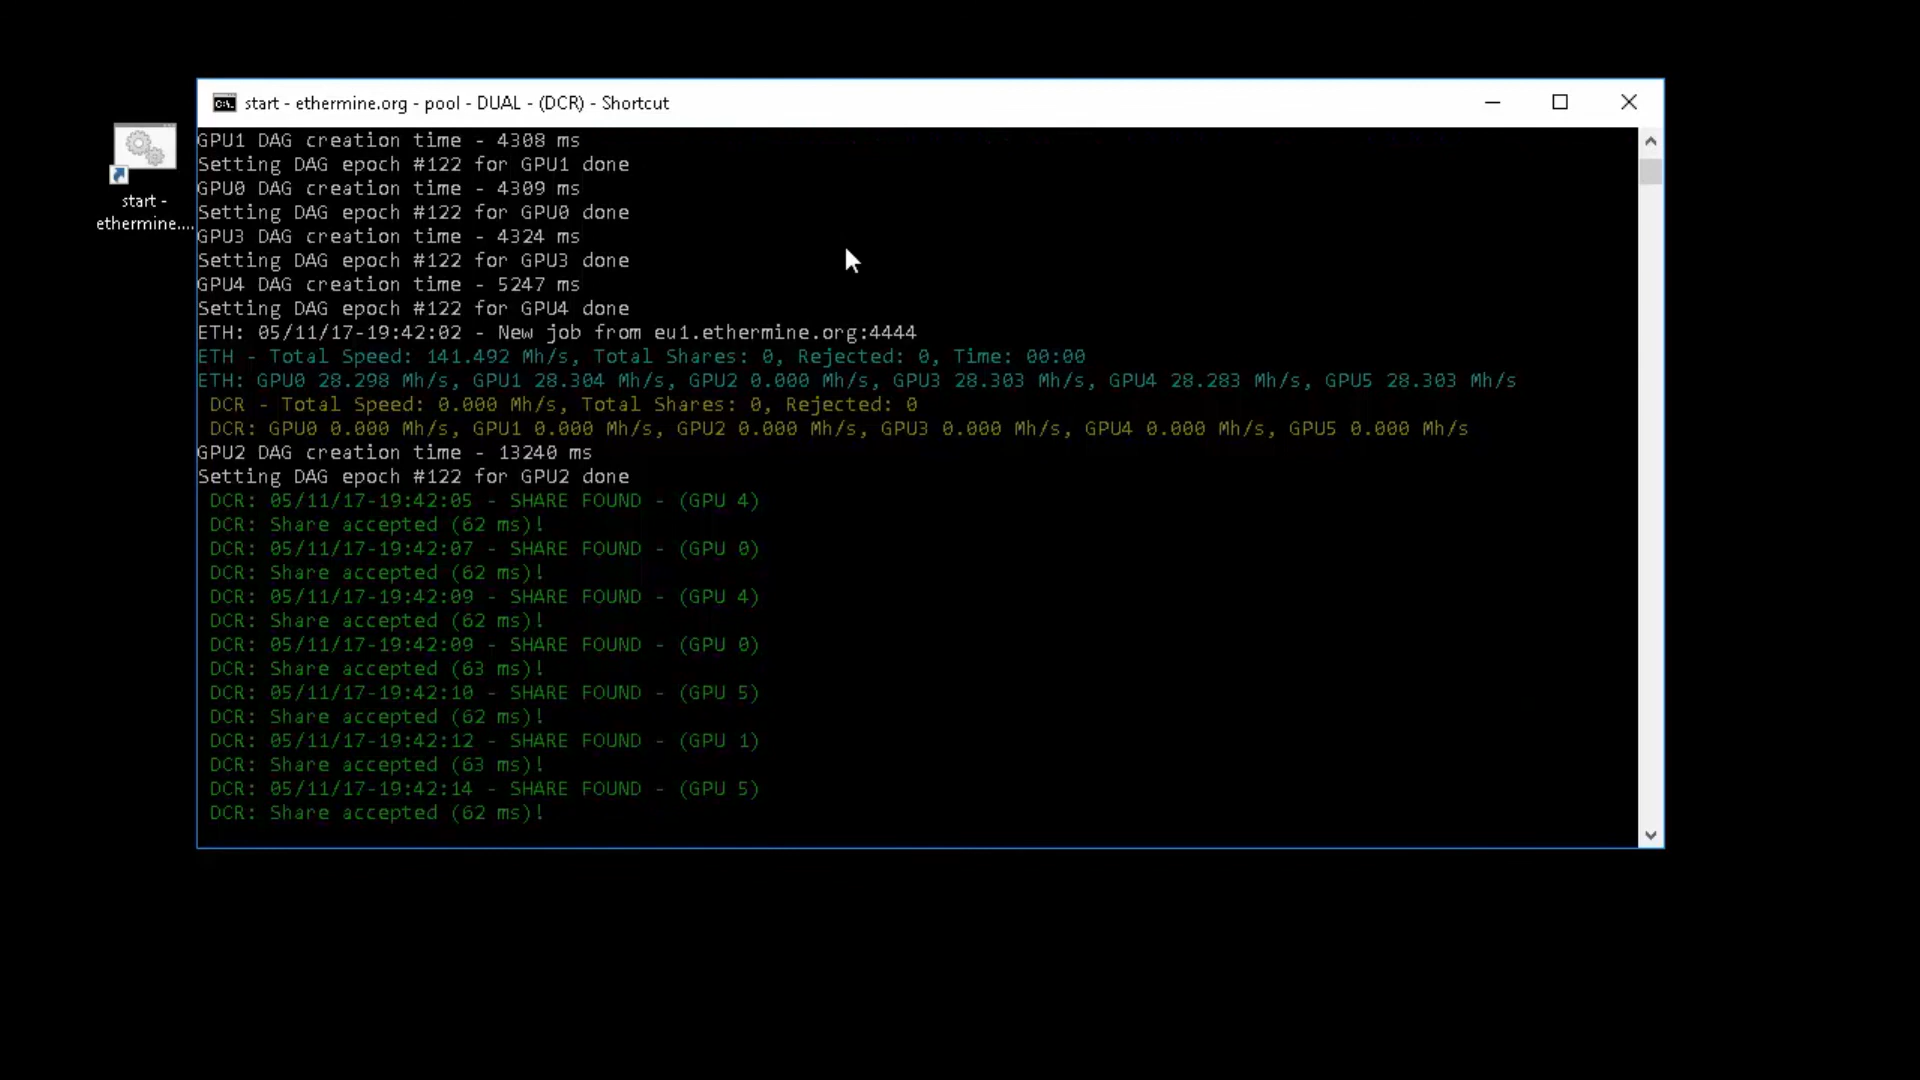 start - ethermine.org - pool - DUAL - (DCR) - Shortcut
start -
ethermine....
GPU1 DAG creation time - 4308 ms
Setting DAG epoch #122 for GPU1 done
GPU0 DAG creation time - 4309 ms
Setting DAG epoch #122 for GPU0 done
GPU3 DAG creation time - 4324 ms
Setting DAG epoch #122 for GPU3 done
GPU4 DAG creation time - 5247 ms
Setting DAG epoch #122 for GPU4 done
ETH: 05/11/17-19:42:02 - New job from eu1.ethermine.org:4444
ETH - Total Speed: 141.492 Mh/s, Total Shares: 0, Rejected: 0, Time: 00:00
ETH: GPU0 28.298 Mh/s, GPU1 28.304 Mh/s, GPU2 0.000 Mh/s, GPU3 28.303 Mh/s, GPU4 28.283 Mh/s, GPU5 28.303 Mh/s
DCR - Total Speed: 0.000 Mh/s, Total Shares: 0, Rejected: 0
DCR: GPU0 0.000 Mh/s, GPU1 0.000 Mh/s, GPU2 0.000 Mh/s, GPU3 0.000 Mh/s, GPU4 0.000 Mh/s, GPU5 0.000 Mh/s
GPU2 DAG creation time - 13240 ms
Setting DAG epoch #122 for GPU2 done
DCR: 05/11/17-19:42:05 - SHARE FOUND - (GPU 4)
DCR: Share accepted (62 ms)!
DCR: 05/11/17-19:42:07 - SHARE FOUND - (GPU 0)
DCR: Share accepted (62 ms)!
DCR: 05/11/17-19:42:09 - SHARE FOUND - (GPU 4)
DCR: Share accepted (62 ms)!
DCR: 05/11/17-19:42:09 - SHARE FOUND - (GPU 0)
DCR: Share accepted (63 ms)!
DCR: 05/11/17-19:42:10 - SHARE FOUND - (GPU 5)
DCR: Share accepted (62 ms)!
DCR: 05/11/17-19:42:12 - SHARE FOUND - (GPU 1)
DCR: Share accepted (63 ms)!
DCR: 05/11/17-19:42:14 - SHARE FOUND - (GPU 5)
DCR: Share accepted (62 ms)!